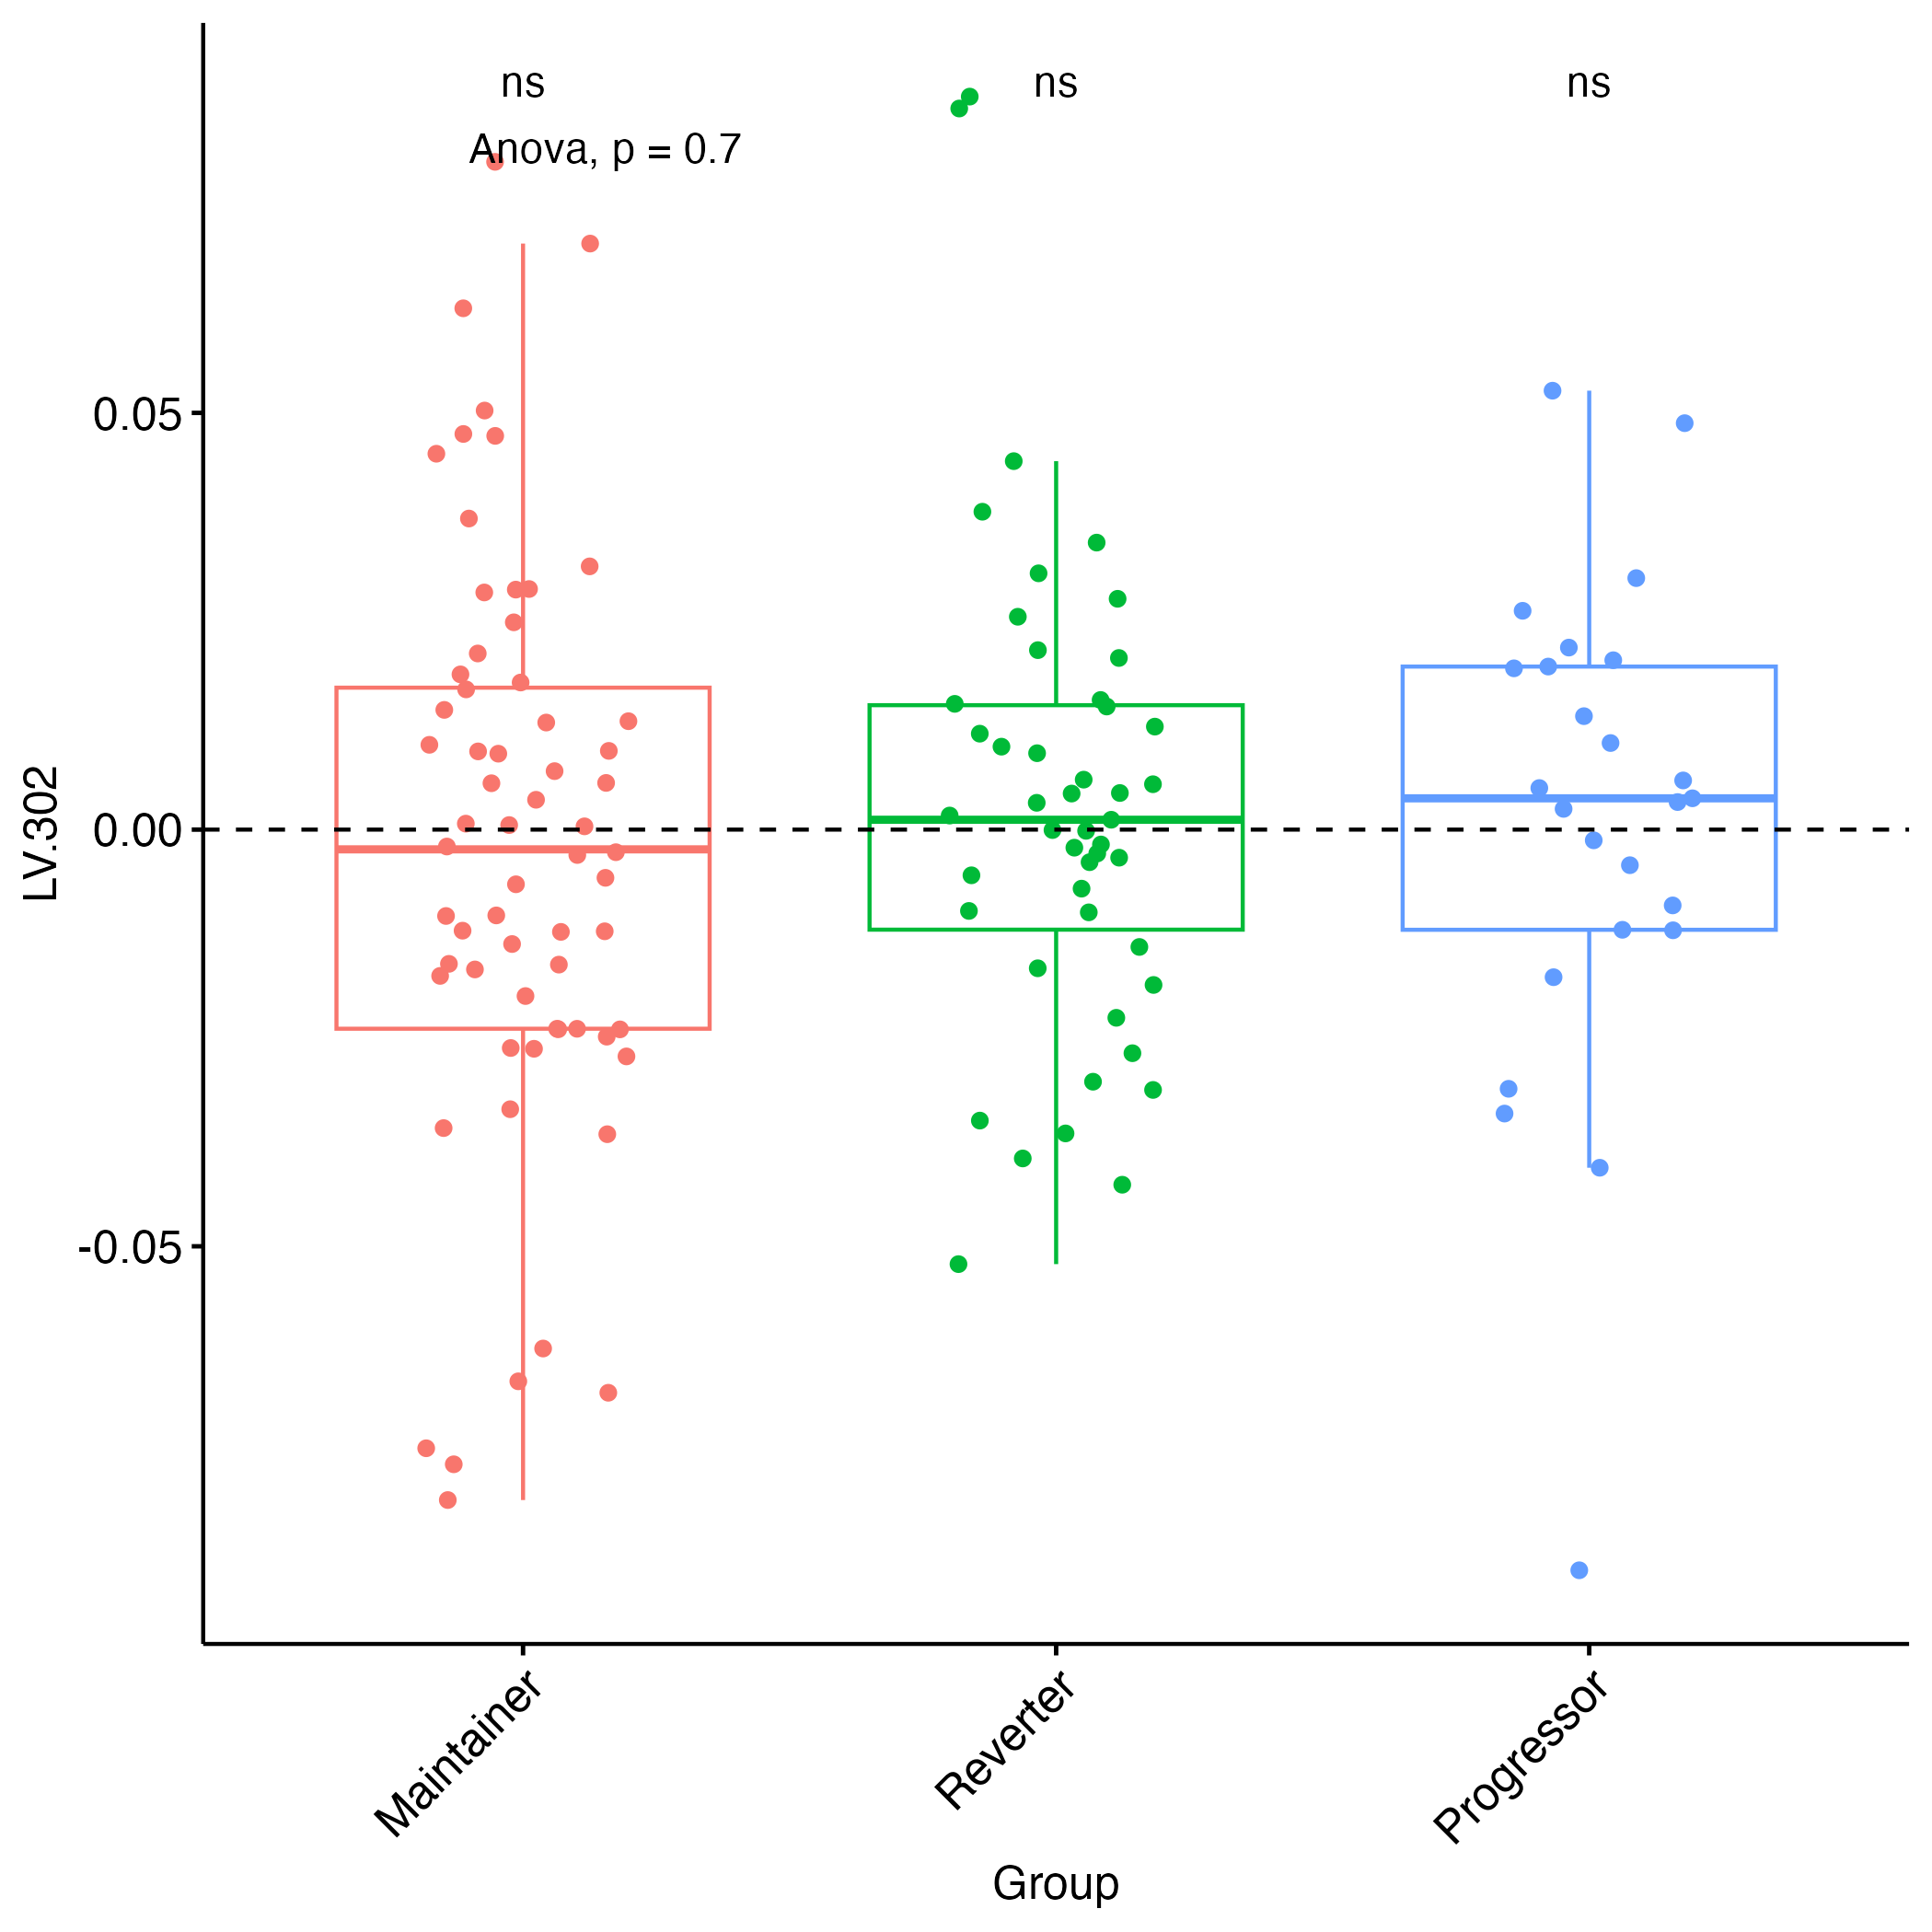 ns ns ns
Anova, p = 0.7
LV.302
0.05
0.00
-0.05
Maintainer
Reverter
Progressor
Group